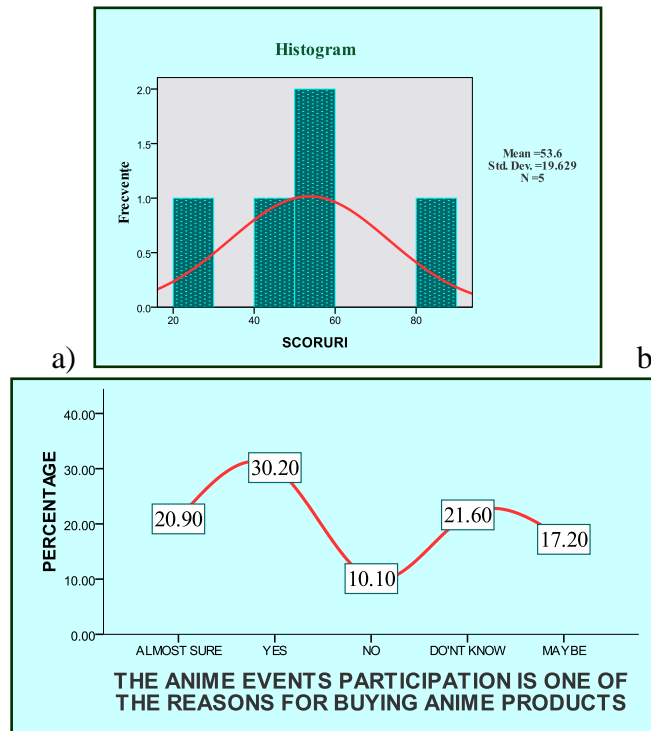 Histogram
2.0
1.5
1.0
0.5
0.0
Frecvenţe
20
40
60
80
SCORURI
Mean =53.6
Std. Dev. =19.629
N =5
a)
b
40.00
30.00
20.00
10.00
0.00
PERCENTAGE
20.90
30.20
10.10
21.60
17.20
ALMOST SURE
YES
NO
DO'NT KNOW
MAYBE
THE ANIME EVENTS PARTICIPATION IS ONE OF
THE REASONS FOR BUYING ANIME PRODUCTS